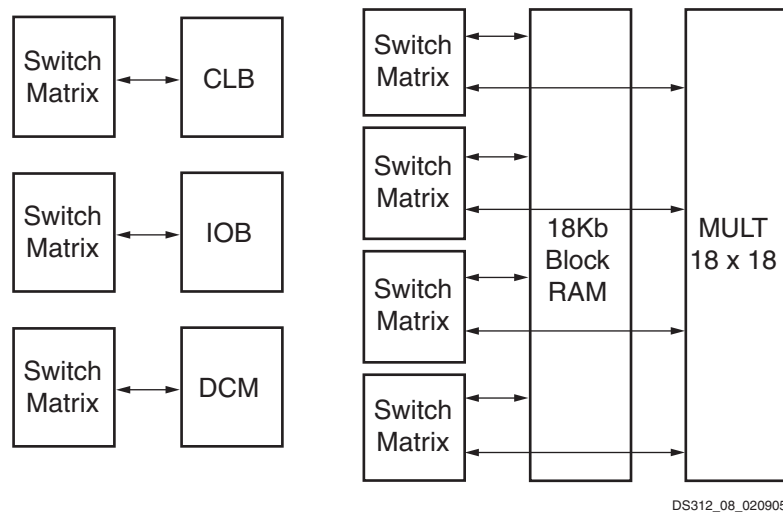 Switch
Matrix
CLB
Switch
Matrix
IOB
Switch
Matrix
DCM
Switch
Matrix
Switch
Matrix
Switch
Matrix
Switch
Matrix
18Kb
Block
RAM
MULT
18 x 18
DS312_08_020905